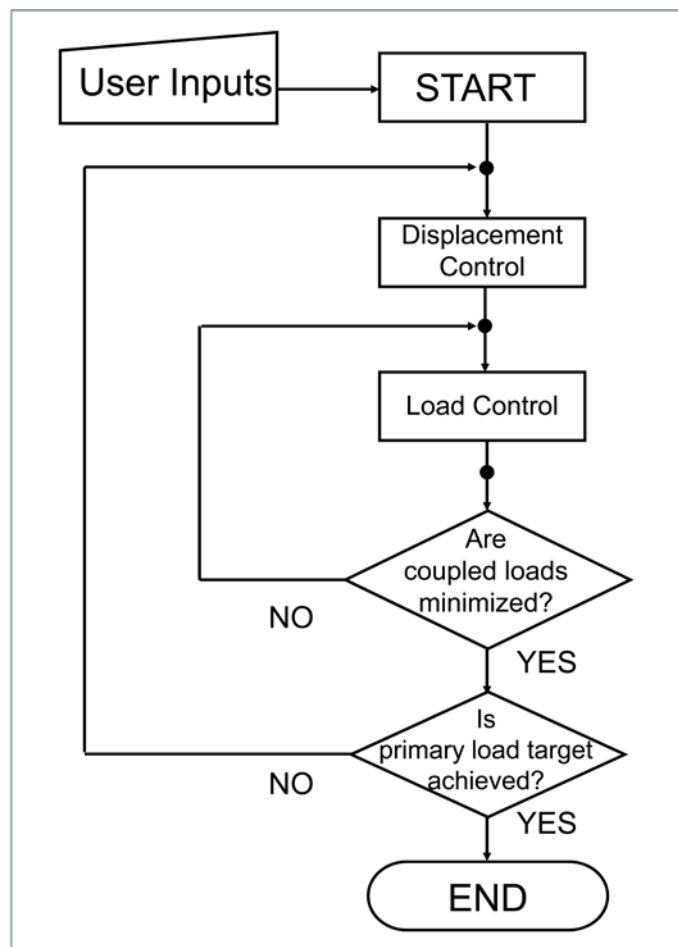 User Inputs
START
Displacement
Control
Load Control
Are
coupled loads
minimized?
NO
YES
Is
primary load target
achieved?
NO
YES
END